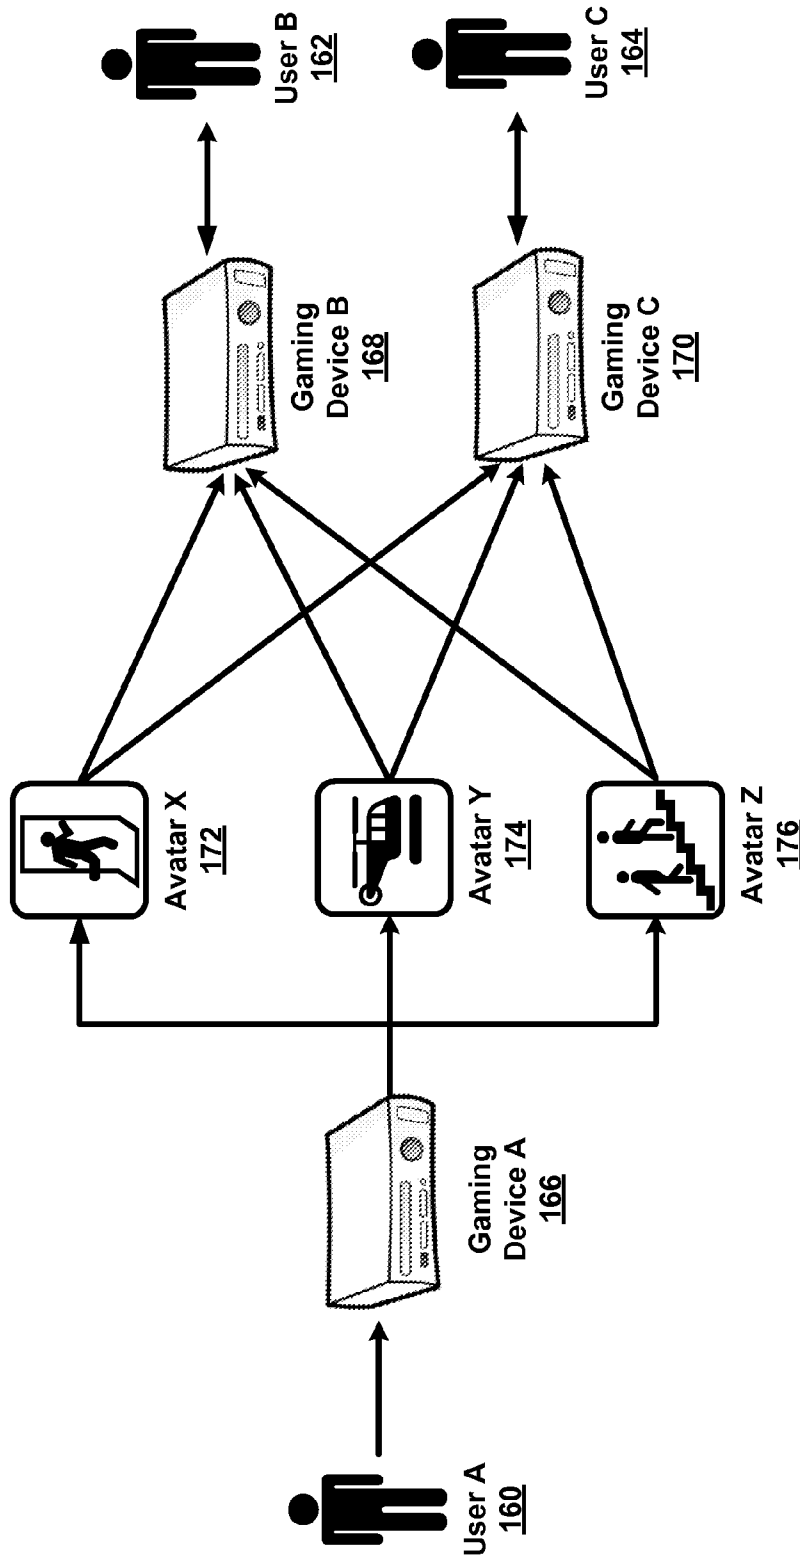 User A
160
Gaming
Device A
166
Avatar X
172
Avatar Y
174
Avatar Z
176
Gaming
Device B
168
Gaming
Device C
170
User B
162
User C
164